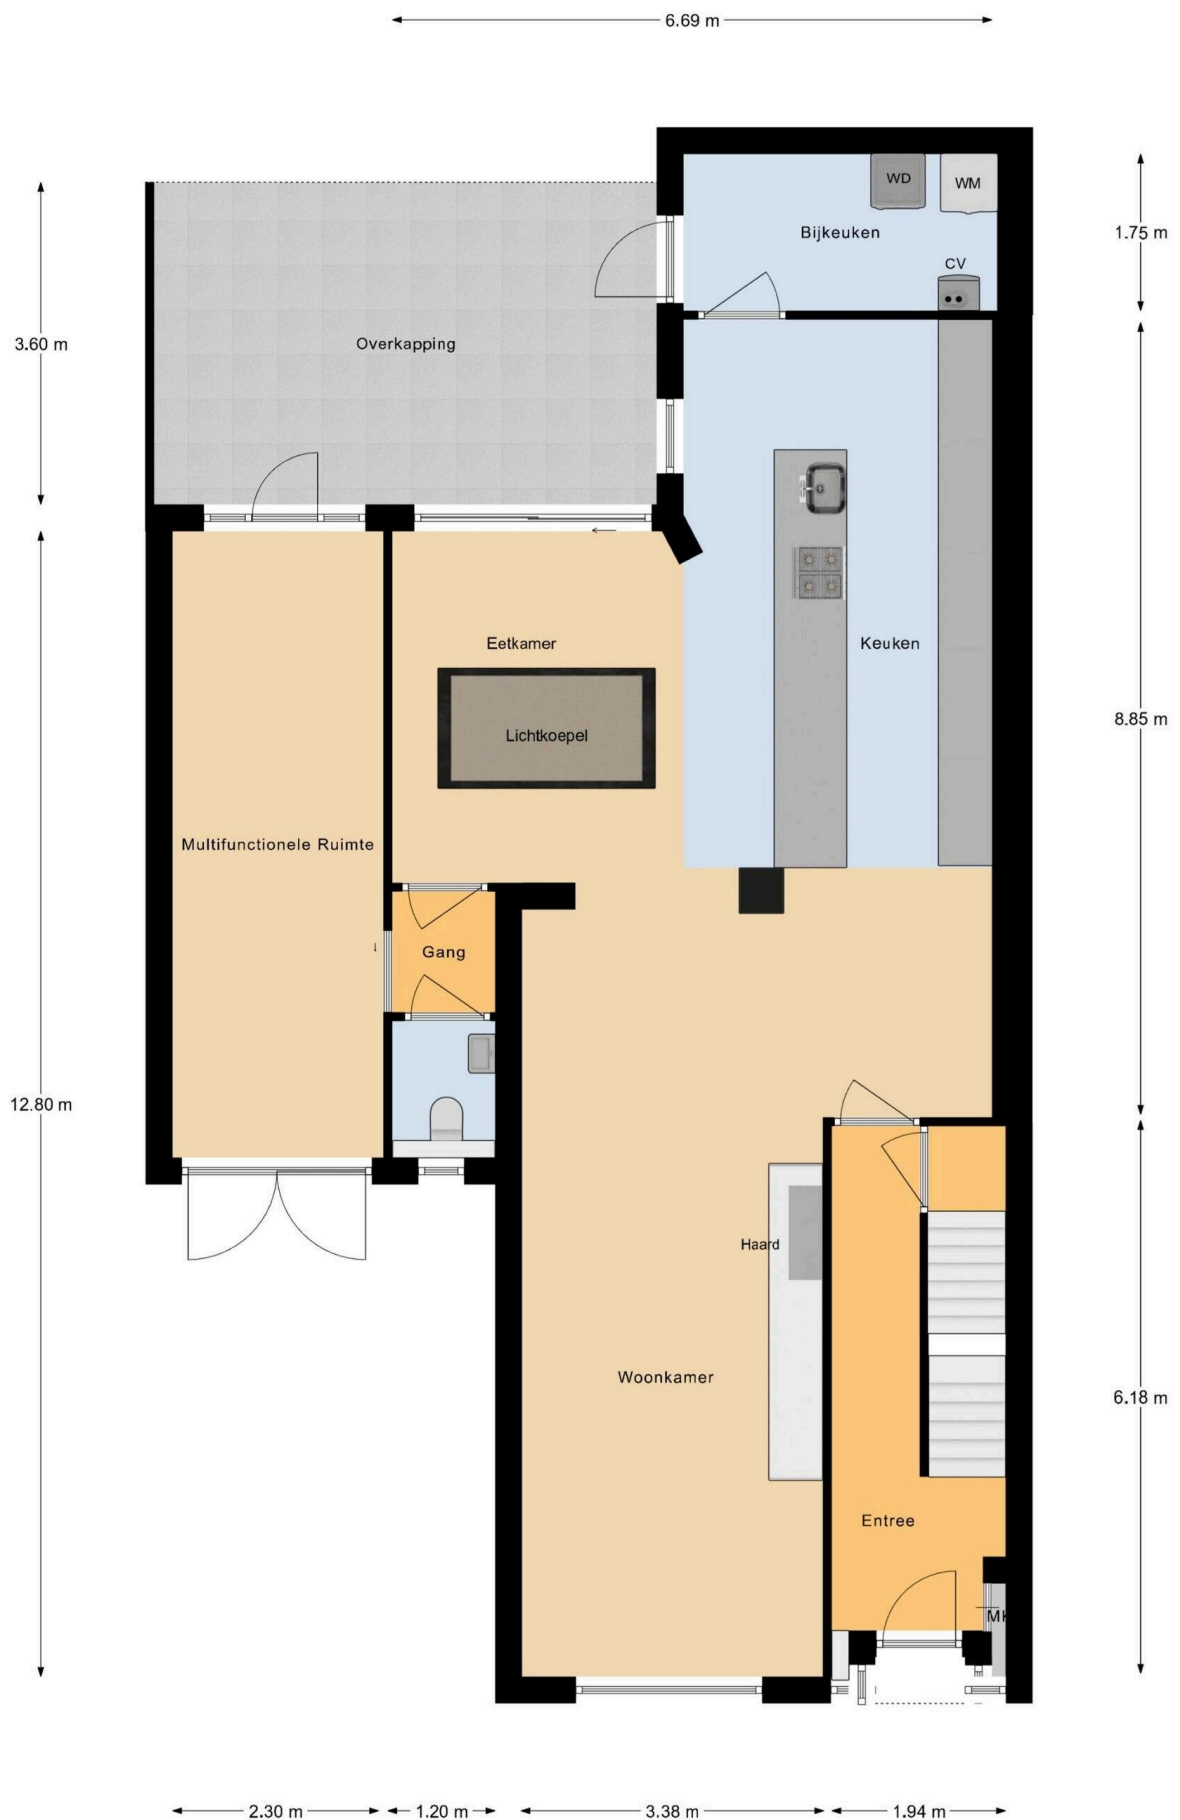 6.69 m
WD
WM
Bijkeuken
1.75 m
CV
3.60 m
Overkapping
Eetkamer
Keuken
8.85 m
Lichtkoepel
Multifunctionele Ruimte
Gang
12.80 m
Haard
Woonkamer
6.18 m
Entree
2.30 m
1.20 m
3.38 m
1.94 m